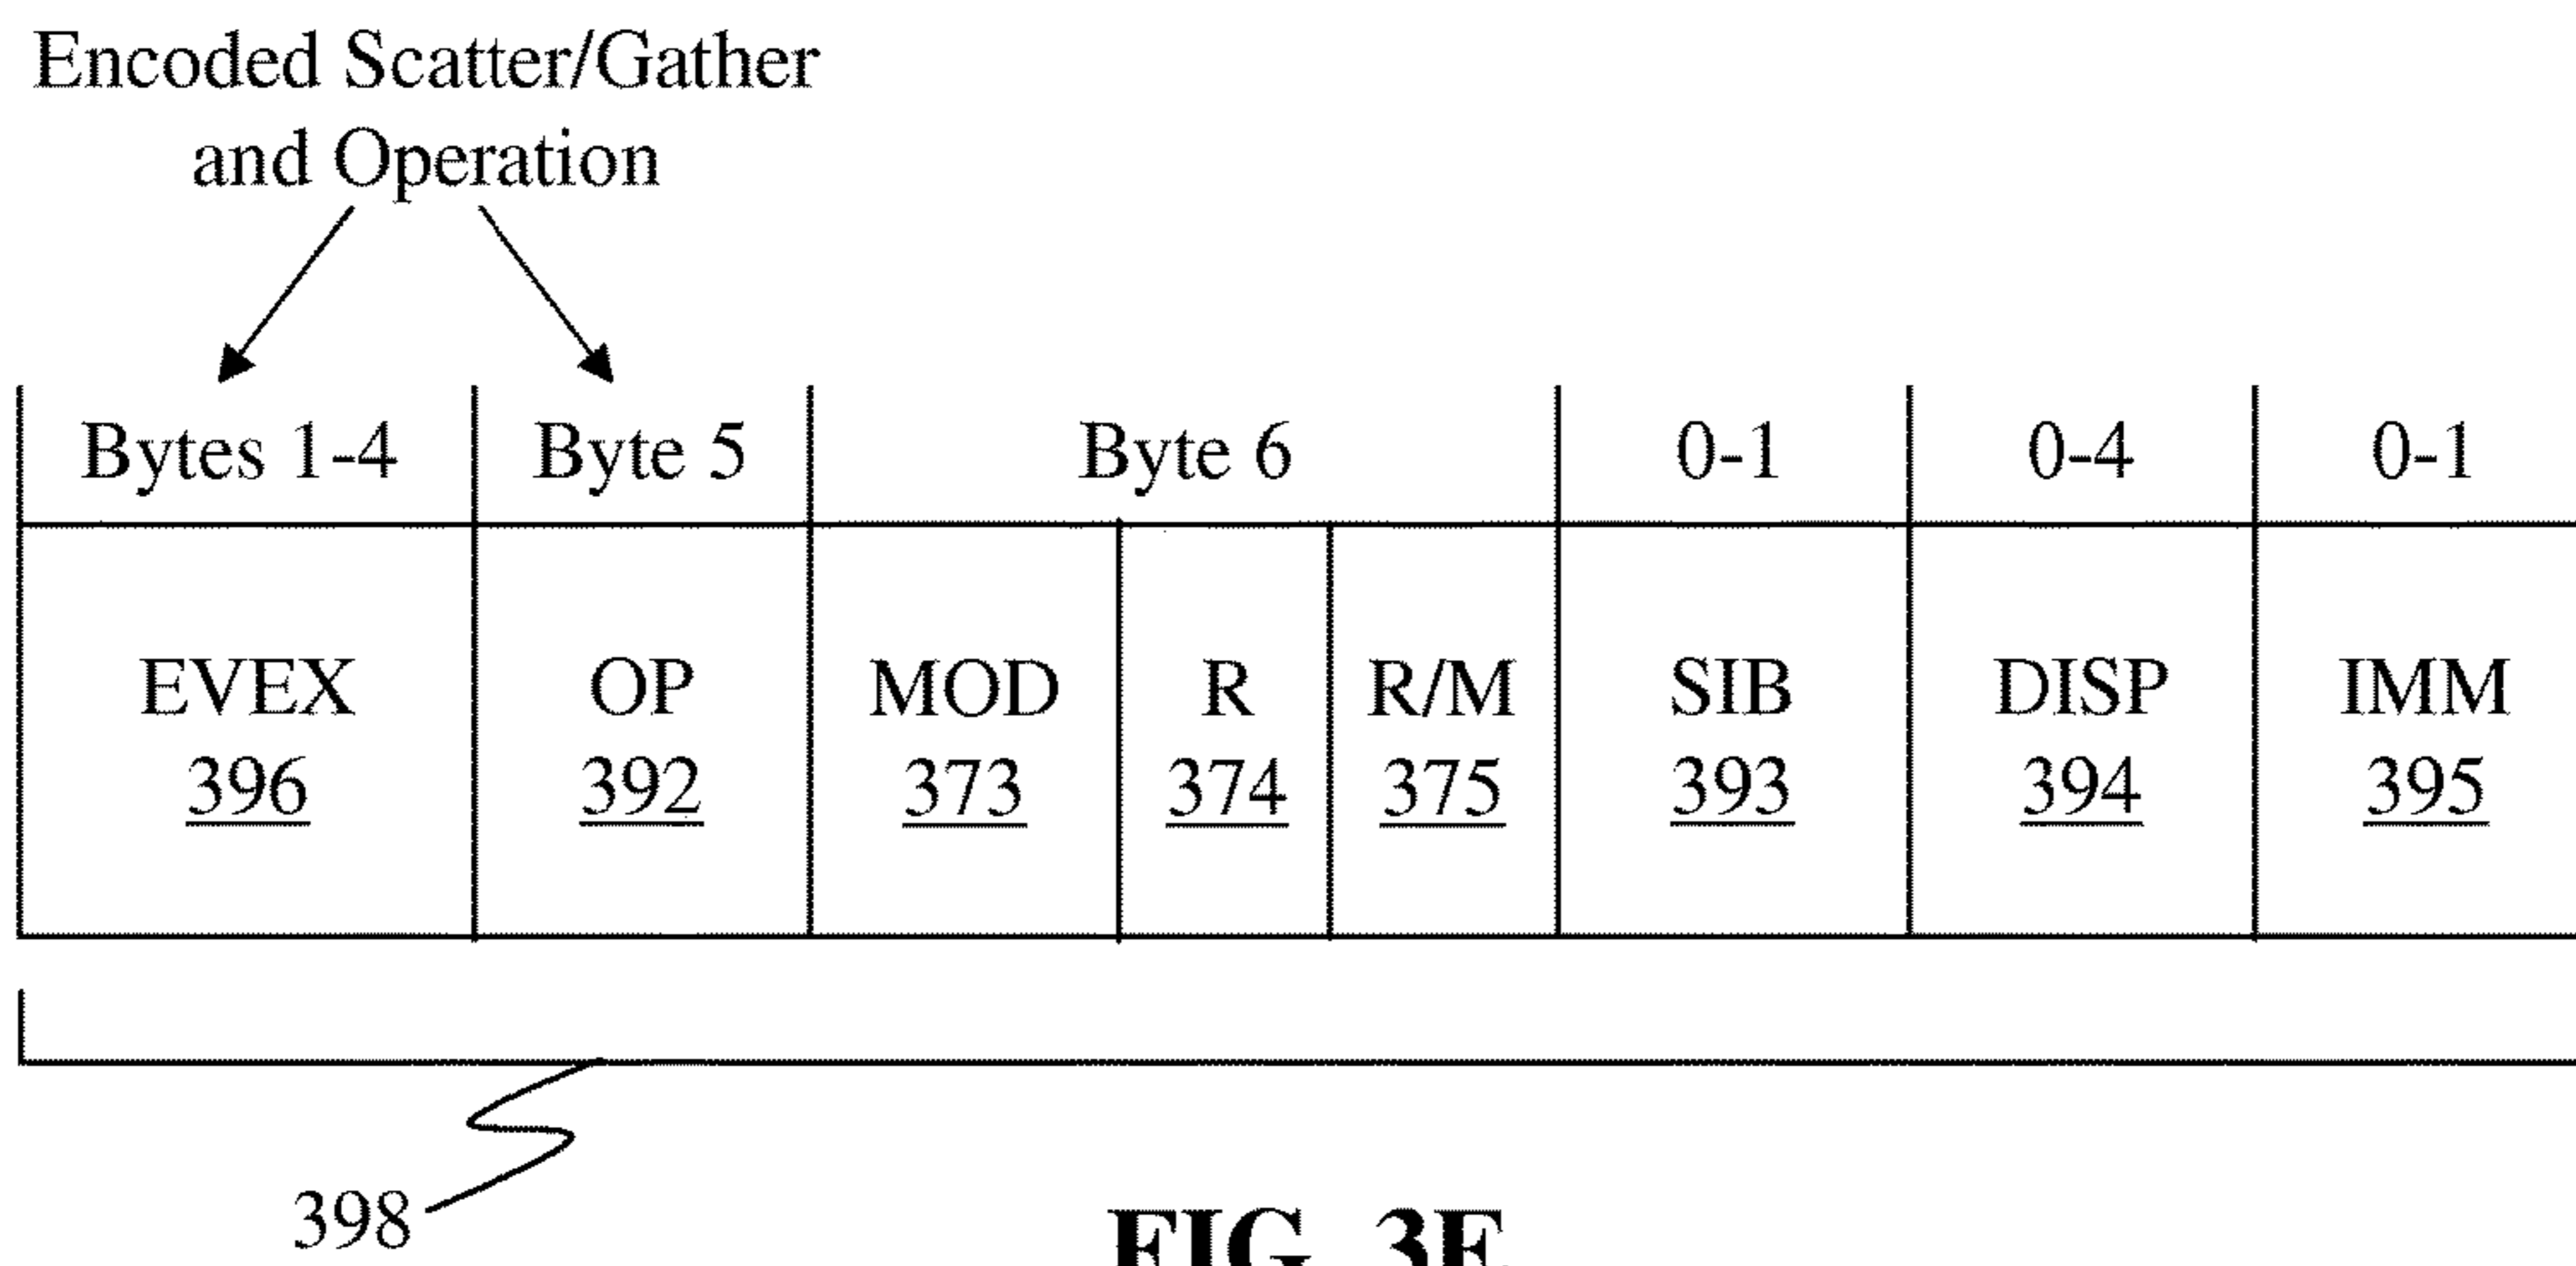 Encoded Scatter/Gather
and Operation
Bytes 1-4 Byte 5 Byte 6 0-1 0-4 0-1
EVEX OP MOD R R/M SIB DISP IMM
396 392 373 374 375 393 394 395
398
FIG